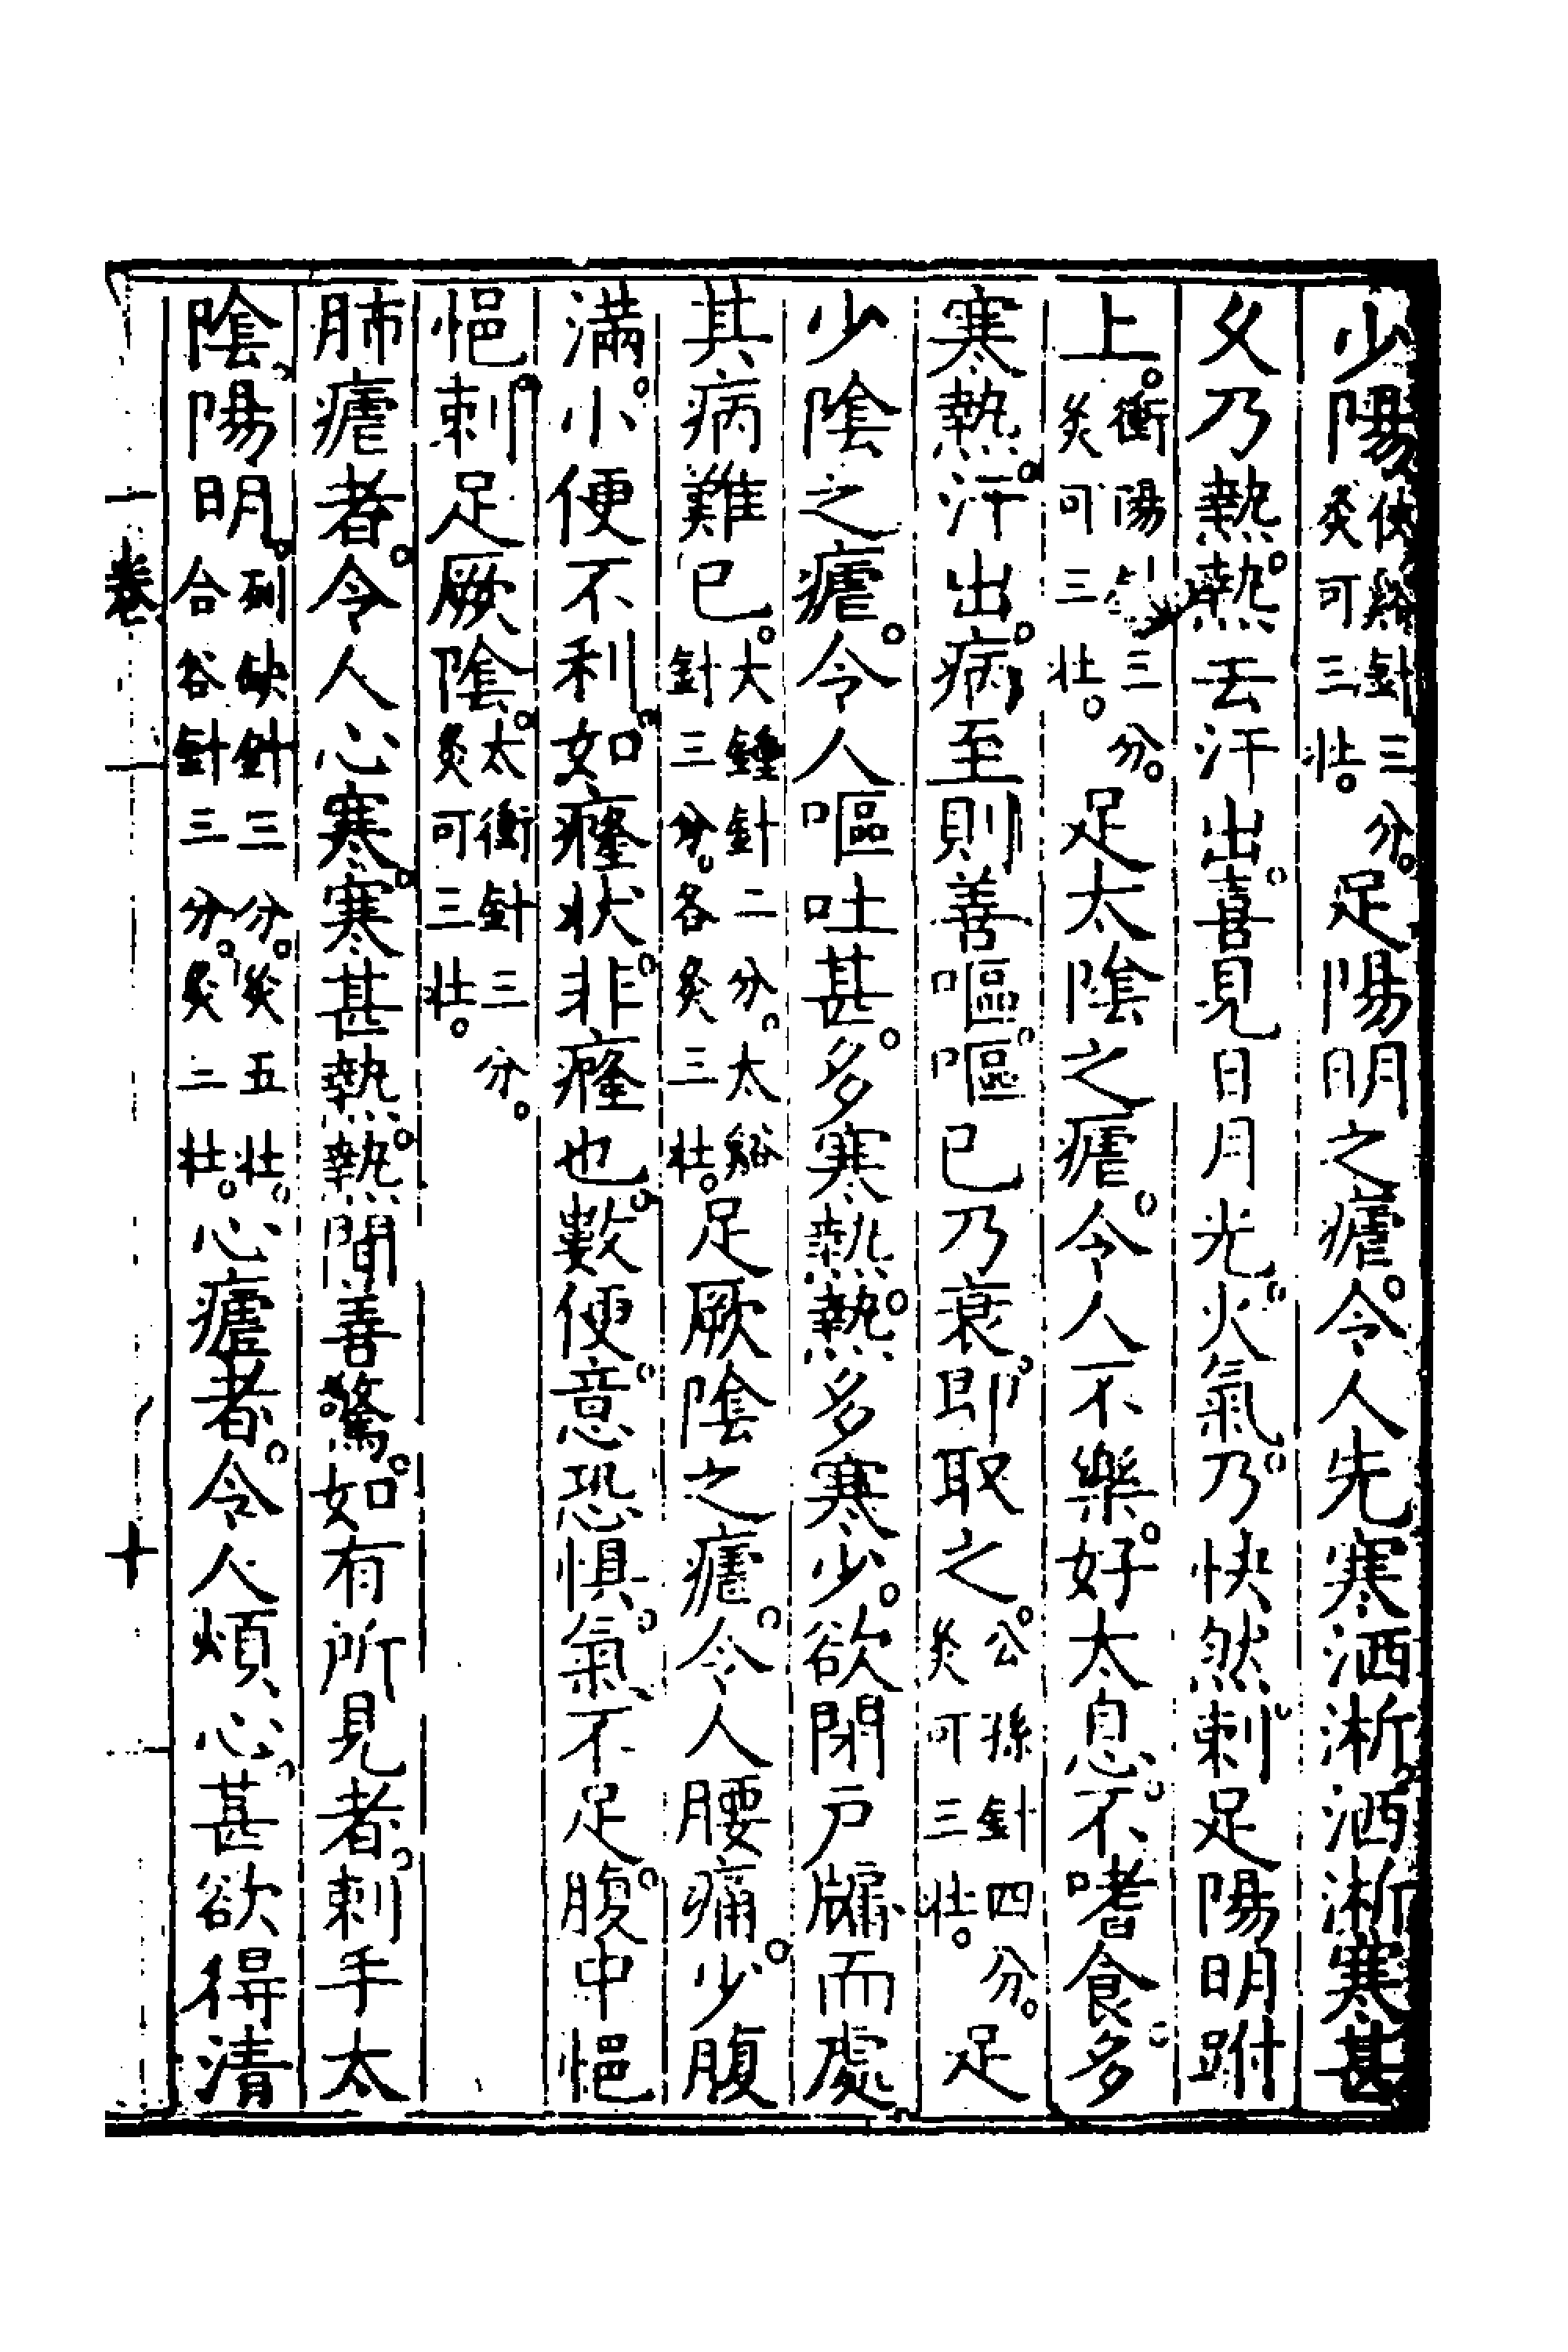 少陽俠谿針三分。灸可三壯。足陽明之瘧。令人先寒洒淅。洒淅寒甚
久乃熱。熱去汗出。喜見日月光。火氣。乃快然。刺足陽明跗
上。衝陽針三分。灸可三壯。足太陰之瘧。令人不樂。好太息。不嗜食。多
寒熱。汗出。病至則善嘔。嘔已乃衰。即取之。公孫針四分。灸可三壯。足
少陰之瘧。令人嘔吐甚。多寒熱。熱多寒少。欲閉戶牖而處
其病難已。大鍾針二分。太谿針三分。各灸三壯。足厥陰之瘧。令人腰痛。少腹
滿。小便不利。如癃狀。非癃也。數便。意恐懼。氣不足。腹中悒
悒。刺足厥陰。太衝針三分。灸可三壯。
肺瘧者。令人心寒。寒甚熱。熱間善驚。如有所見者。刺手太
陰。陽明。列缺針三分。灸五壯。合谷針三分。灸二壯。心瘧者。令人煩心。甚欲得清
卷 十